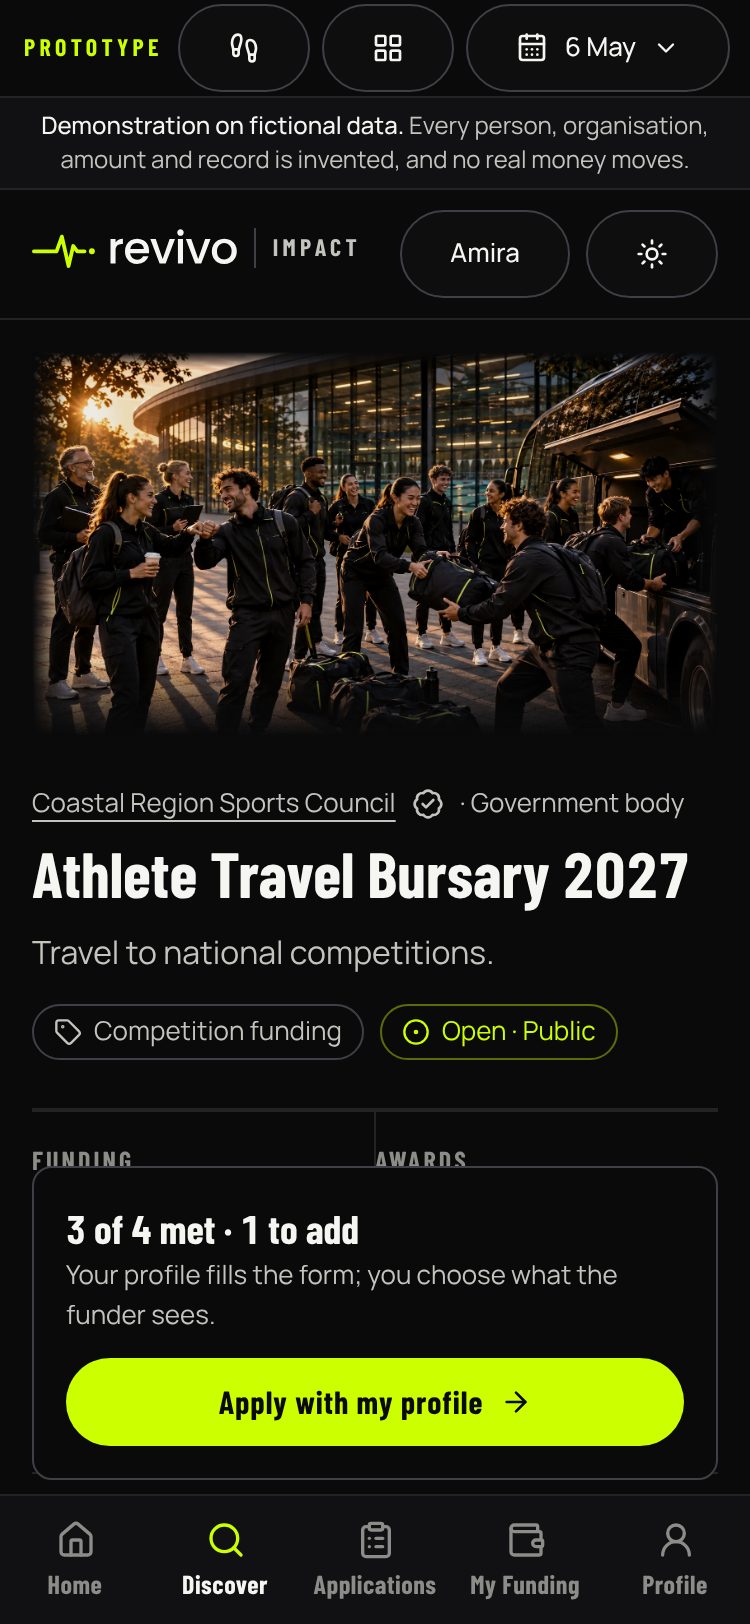 PROTOTYPE
6 May
Demonstration on fictional data. Every person, organisation,
amount and record is invented, and no real money moves.
revivo
IMPACT
Amira
Coastal Region Sports Council · Government body
Athlete Travel Bursary 2027
Travel to national competitions.
Competition funding
Open · Public
FUNDING
AWARDS
3 of 4 met · 1 to add
Your profile fills the form; you choose what the
funder sees.
Apply with my profile
Home
Discover
Applications
My Funding
Profile